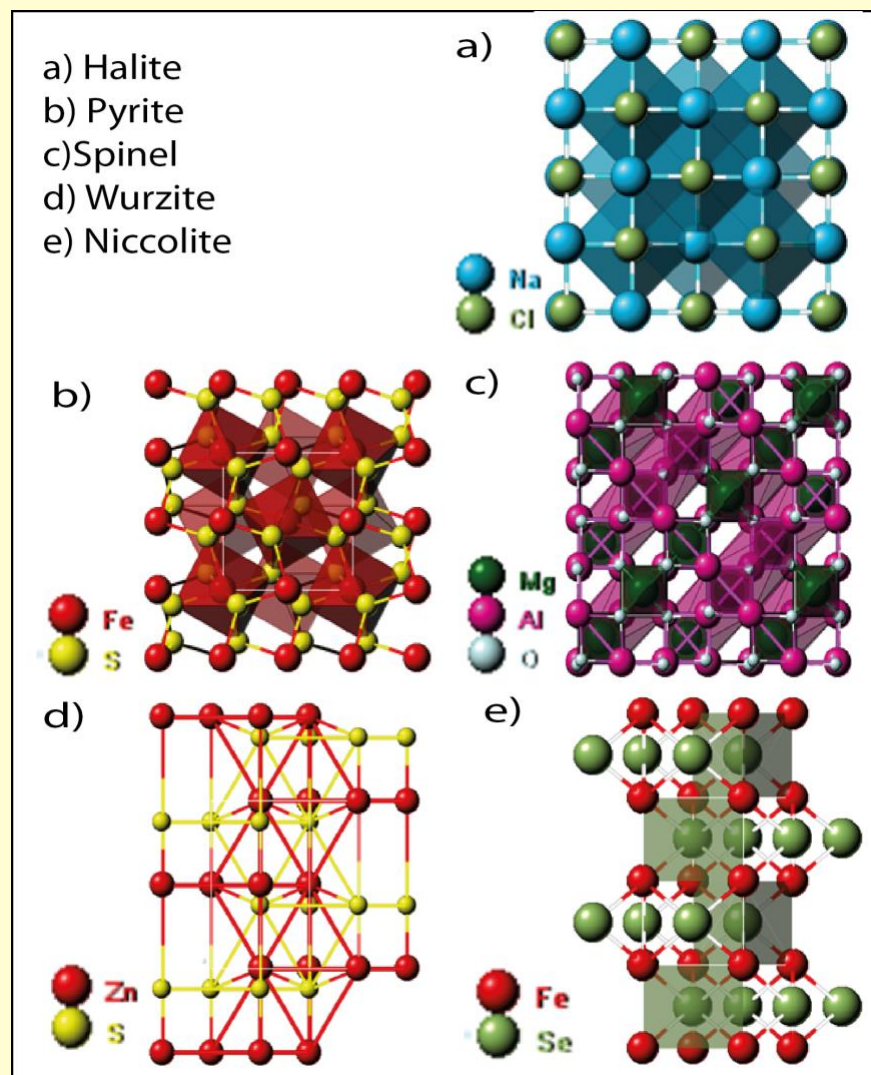 a) Halite
b) Pyrite
c)Spinel
d) Wurzite
e) Niccolite
a)
Na
Cl
b)
Fe
S
c)
Mg
Al
O
d)
Zn
S
e)
Fe
Se